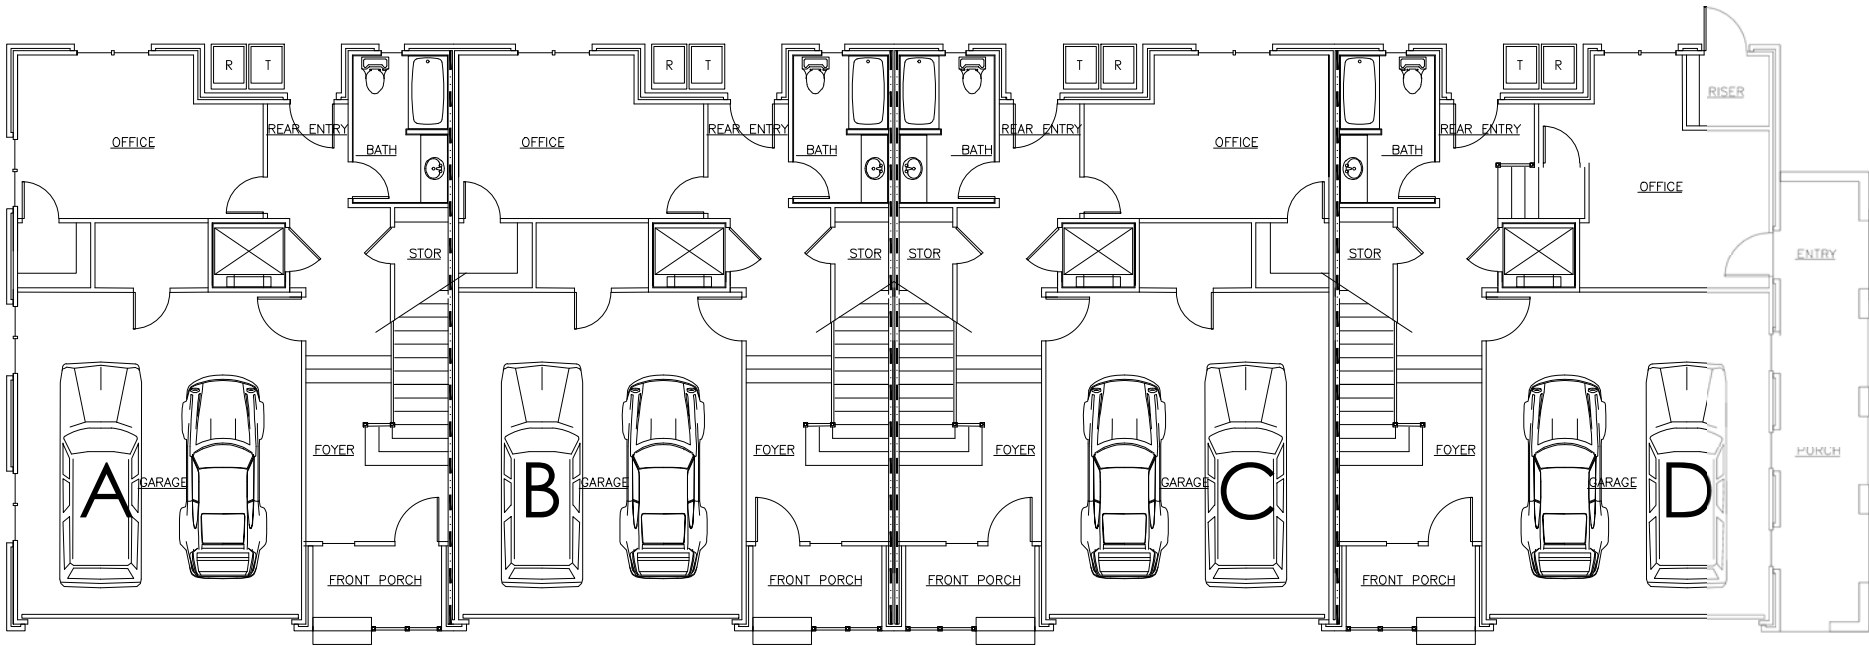 R T
R T
T R
T R
RISER
OFFICE
REAR ENTRY
BATH
OFFICE
REAR ENTRY
BATH
BATH
REAR ENTRY
OFFICE
BATH
REAR ENTRY
OFFICE
STOR
STOR
STOR
STOR
ENTRY
FOYER
FOYER
FOYER
FOYER
PORCH
A
GARAGE
B
GARAGE
GARAGE
C
GARAGE
D
FRONT PORCH
FRONT PORCH
FRONT PORCH
FRONT PORCH